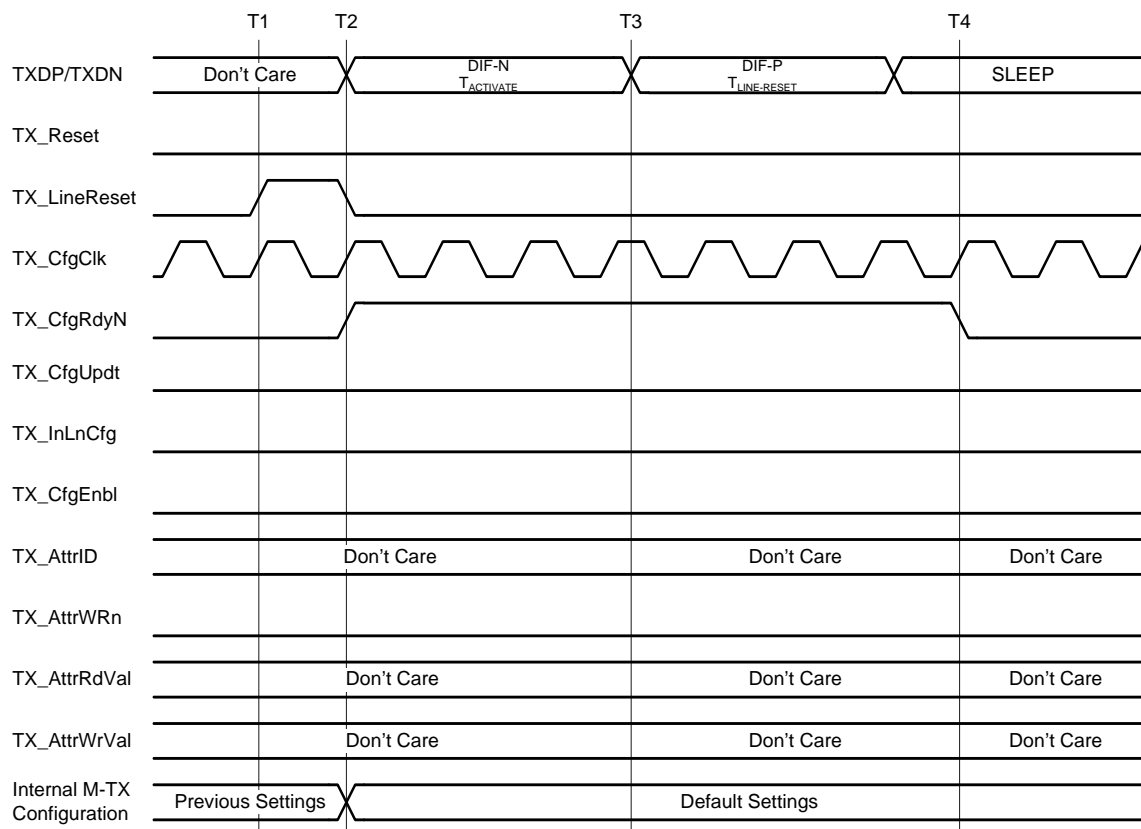 T1 T2 T3 T4
TXDP/TXDN Don't Care DIF-N DIF-P SLEEP
T_ACTIVATE T_LINE-RESET
TX_Reset
TX_LineReset
TX_CfgClk
TX_CfgRdyN
TX_CfgUpdt
TX_InLnCfg
TX_CfgEnbl
TX_AttrID Don't Care Don't Care Don't Care
TX_AttrWRn
TX_AttrRdVal Don't Care Don't Care Don't Care
TX_AttrWrVal Don't Care Don't Care Don't Care
Internal M-TX
Configuration Previous Settings Default Settings